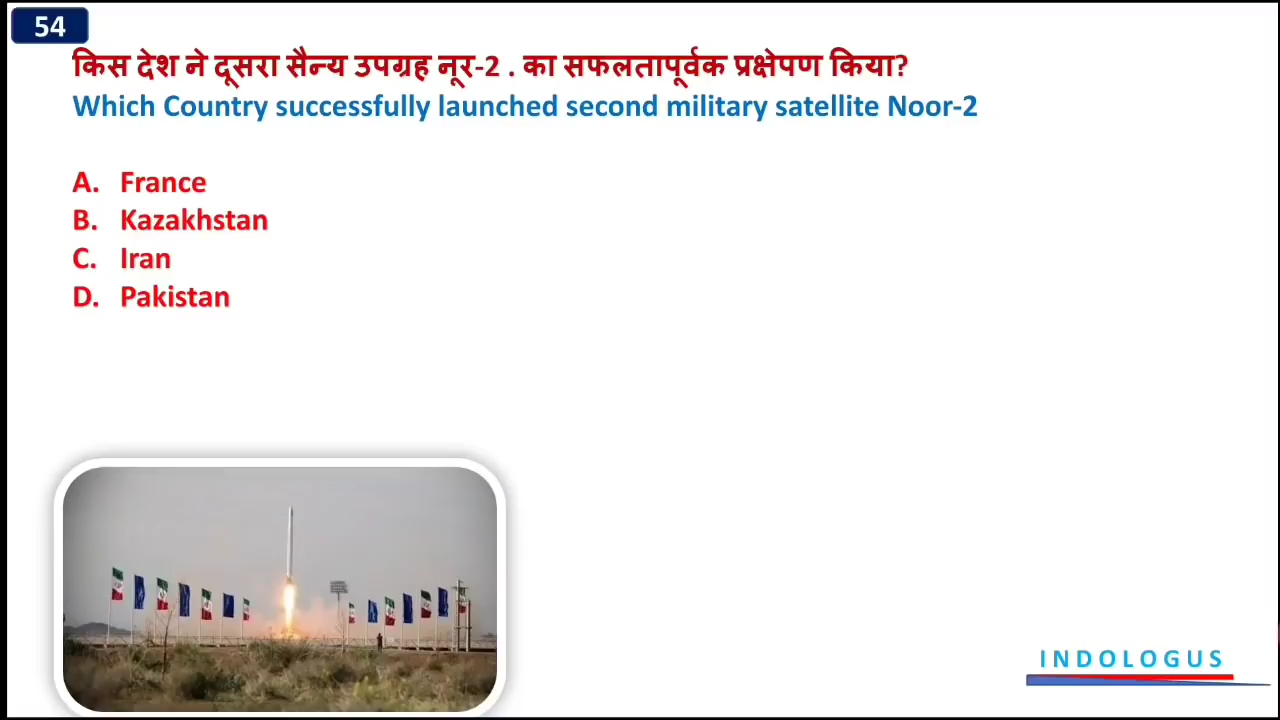 54
किस देश ने दूसरा सैन्य उपग्रह नूर-2 . का सफलतापूर्वक प्रक्षेपण किया?
Which Country successfully launched second military satellite Noor-2
A. France
B. Kazakhstan
C. Iran
D. Pakistan
INDOLOGUS